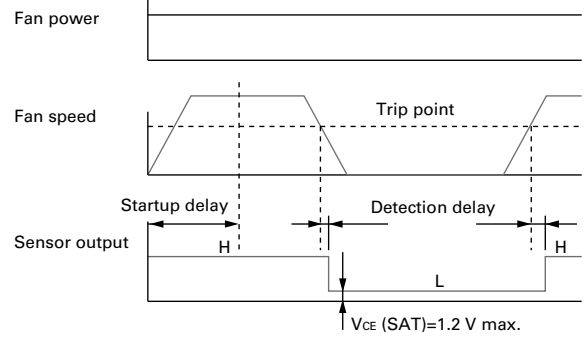 Fan power
Fan speed
Trip point
Startup delay
Detection delay
Sensor output
H
H
L
VCE (SAT)=1.2 V max.